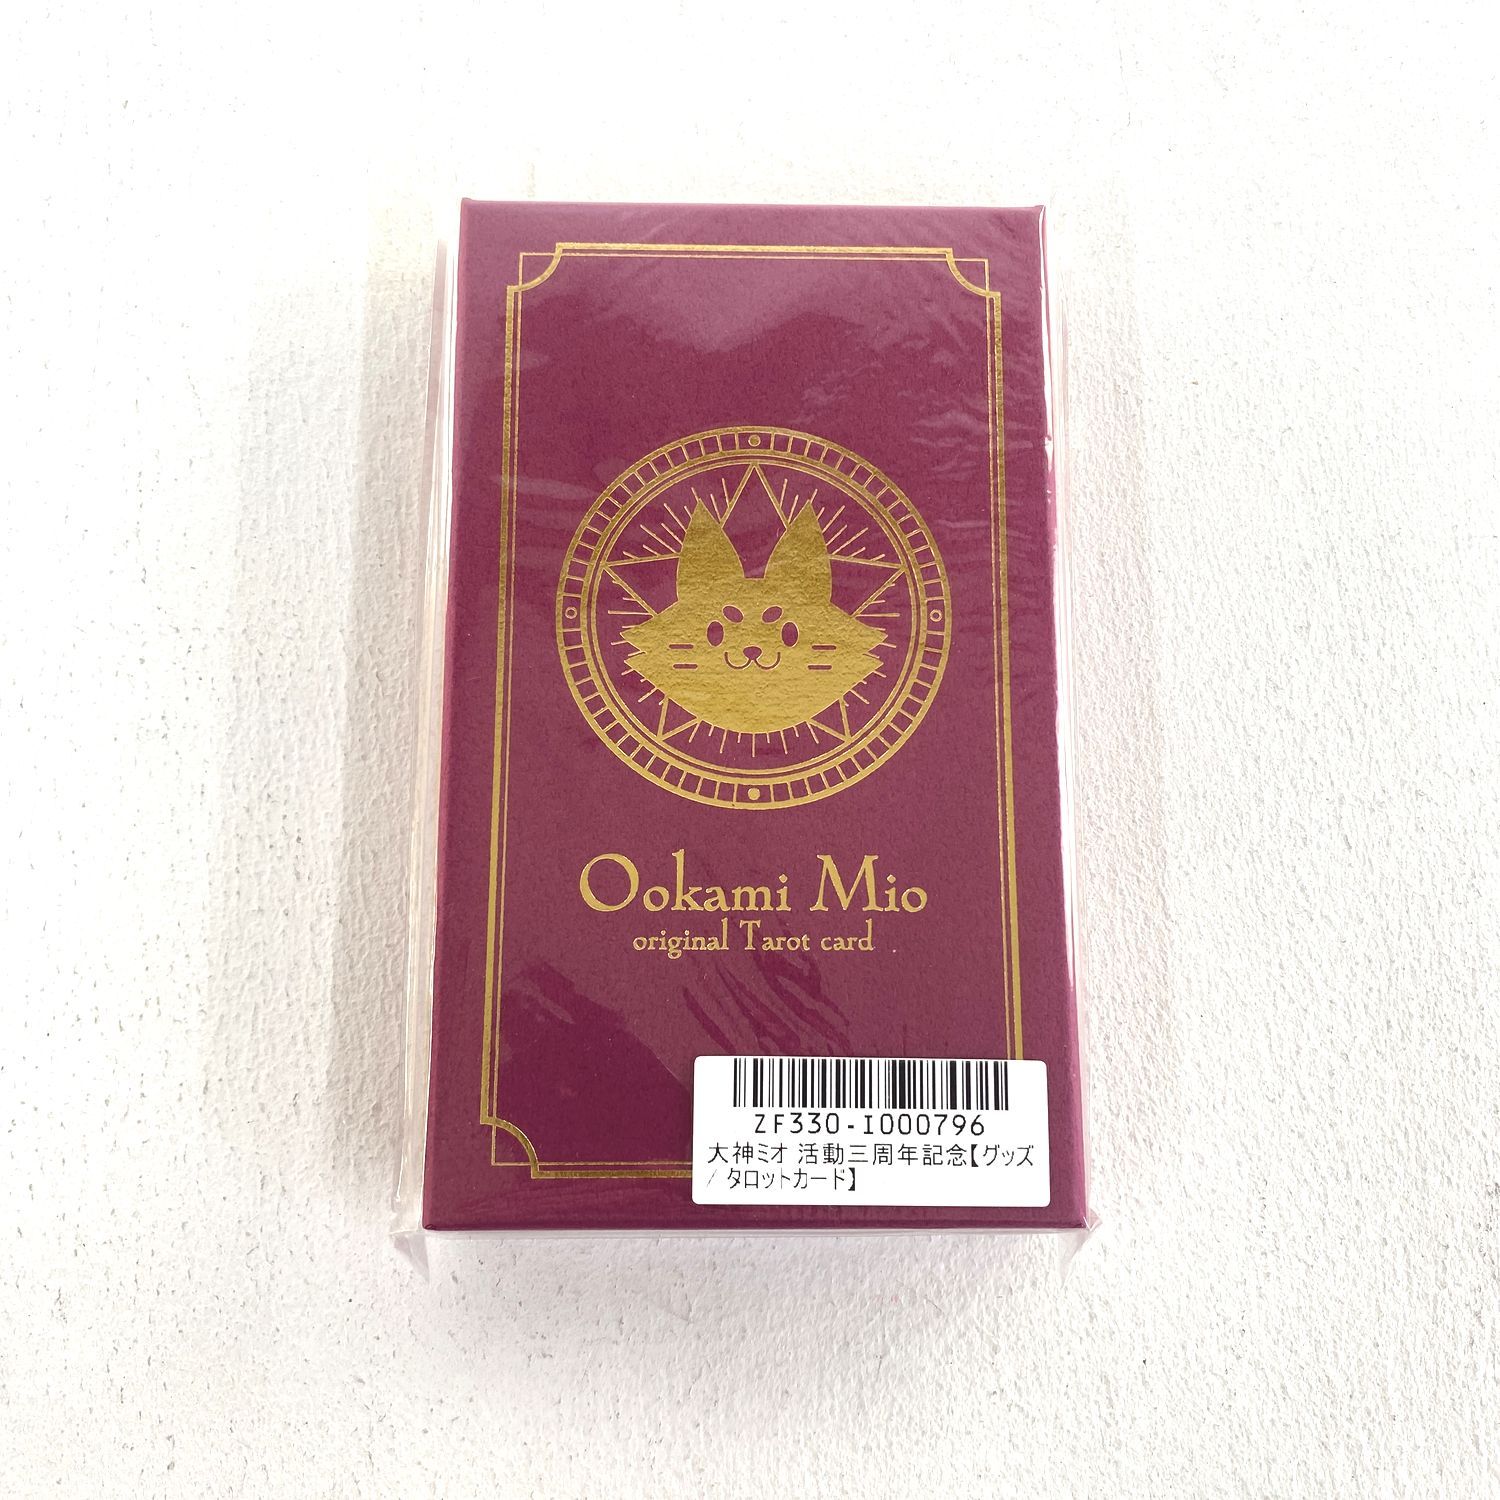 Ookami Mio
original Tarot card
ZF330-I000796
大神ミオ 活動三周年記念【グッズ
/ タロットカード】